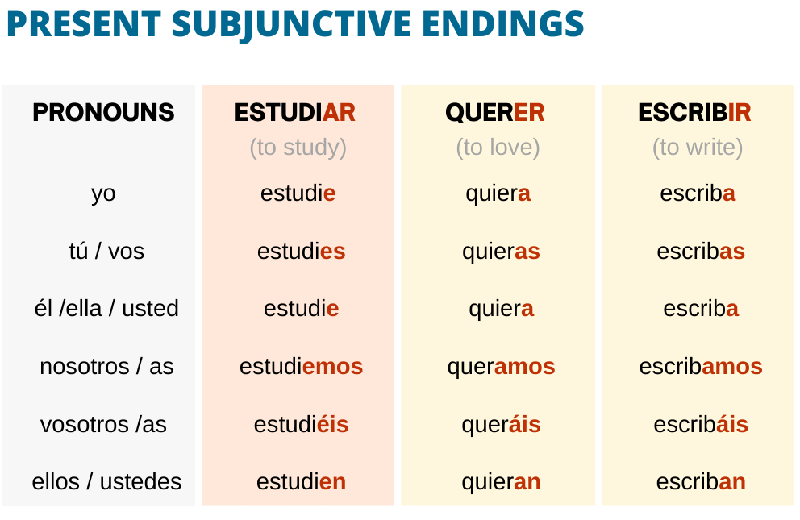 PRESENT SUBJUNCTIVE ENDINGS
PRONOUNS ESTUDIAR QUERER ESCRIBIR
(to study) (to love) (to write)
yo estudie quiera escriba
tú / vos estudies quieras escribas
él /ella / usted estudie quiera escriba
nosotros / as estudiemos queramos escribamos
vosotros /as estudiéis queráis escribáis
ellos / ustedes estudien quieran escriban